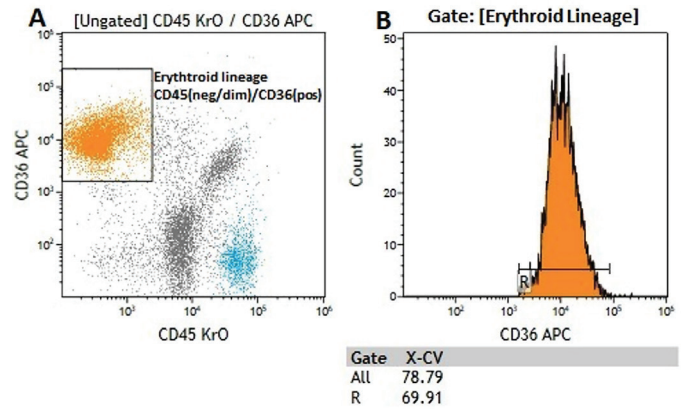 A
[Ungated] CD45 KrO / CD36 APC
10⁶
10⁵
10⁴
10³
10²
CD36 APC
Erythtroid lineage
CD45(neg/dim)/CD36(pos)
10³
10⁴
10⁵
10⁶
CD45 KrO
B
Gate: [Erythroid Lineage]
50
40
30
20
10
0
Count
R
10²
10³
10⁴
10⁵
10⁶
CD36 APC
Gate X-CV
All 78.79
R 69.91